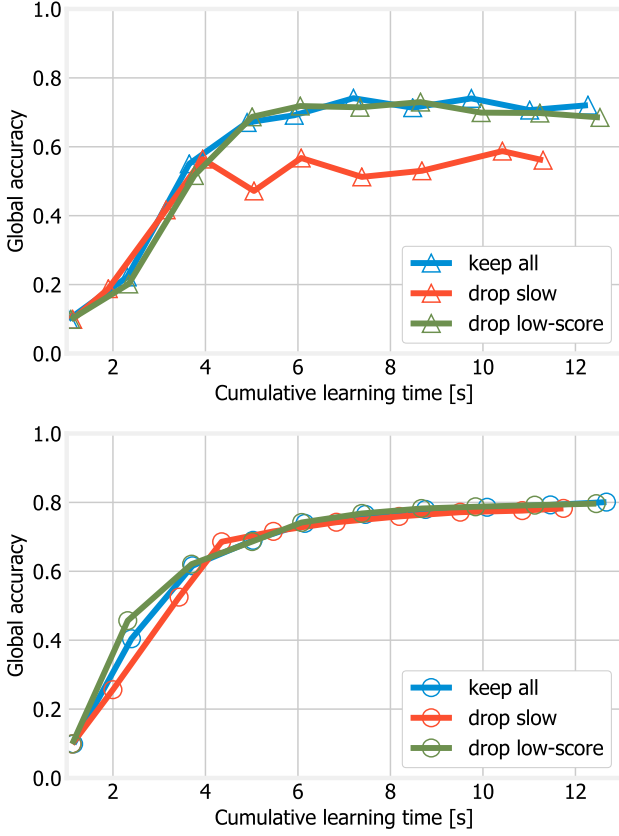 1.0
0.8
0.6
0.4
0.2
0.0
Global accuracy
keep all
drop slow
drop low-score
2 4 6 8 10 12
Cumulative learning time [s]
1.0
0.8
0.6
0.4
0.2
0.0
Global accuracy
keep all
drop slow
drop low-score
2 4 6 8 10 12
Cumulative learning time [s]